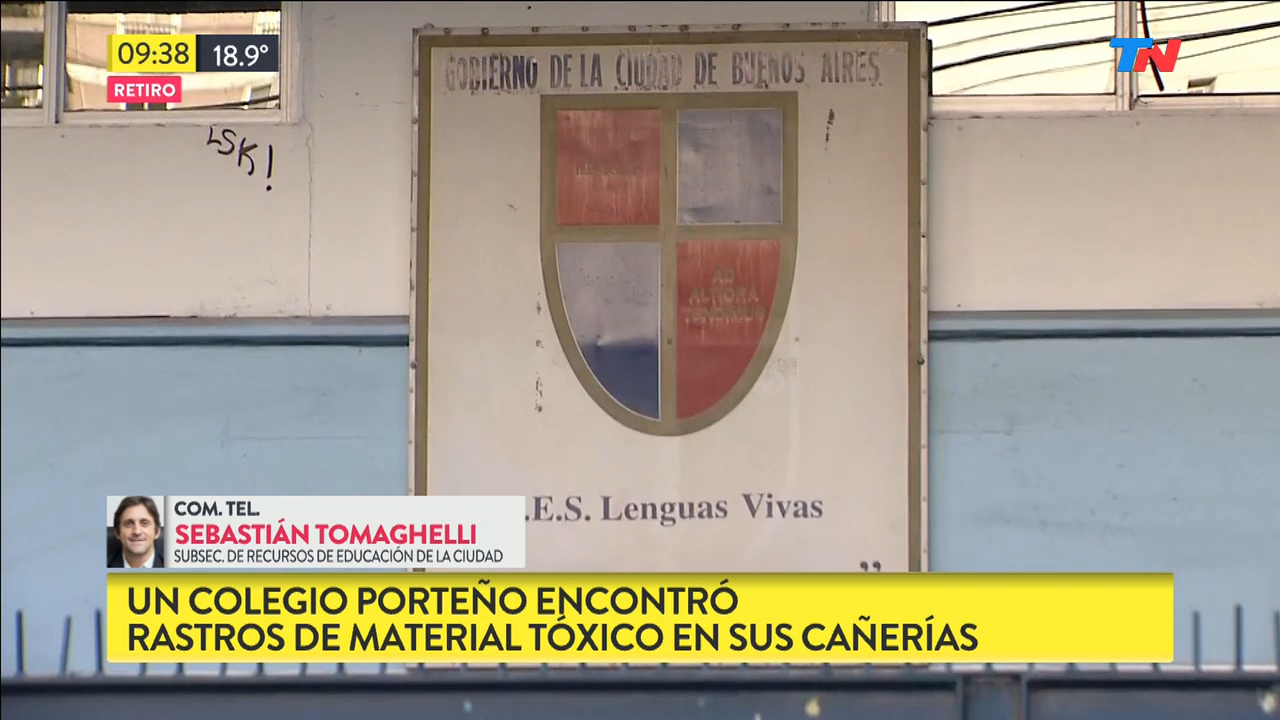 09:38 18.9°
RETIRO
TN
LSK!
GOBIERNO DE LA CIUDAD DE BUENOS AIRES
AD
.E.S. Lenguas Vivas
”
COM. TEL.
SEBASTIÁN TOMAGHELLI
SUBSEC. DE RECURSOS DE EDUCACIÓN DE LA CIUDAD
UN COLEGIO PORTEÑO ENCONTRÓ
RASTROS DE MATERIAL TÓXICO EN SUS CAÑERÍAS